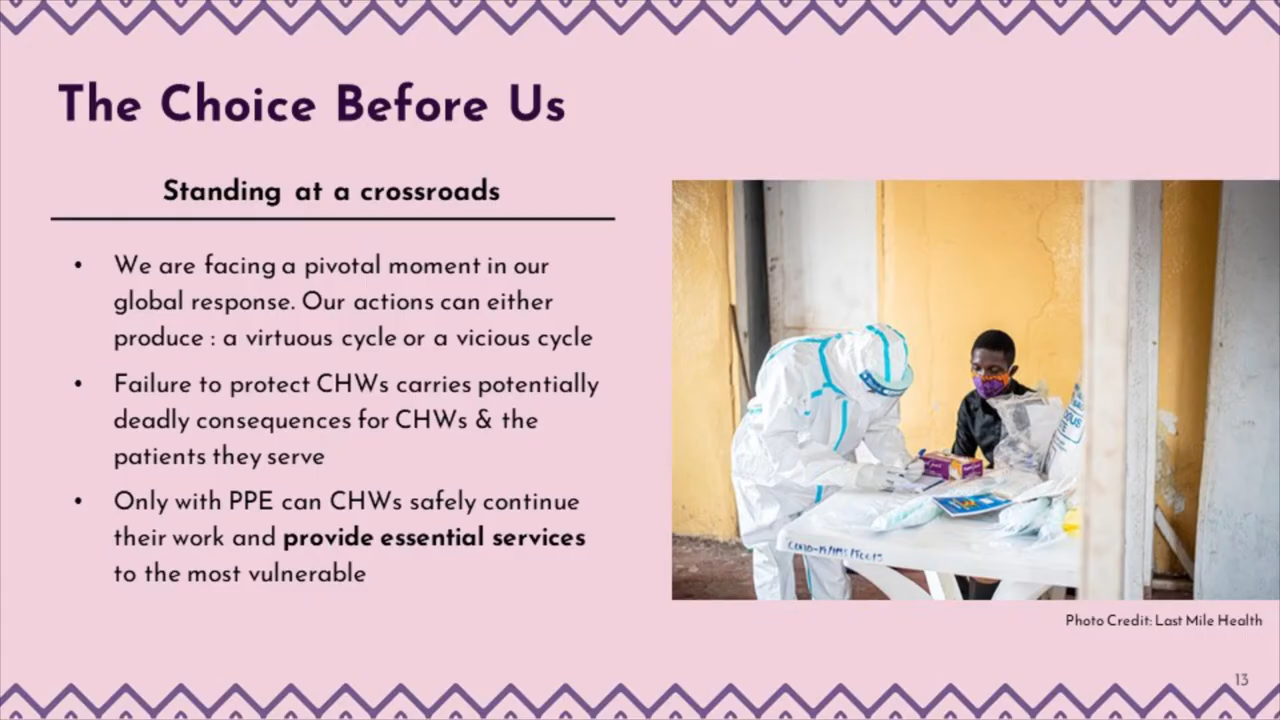 The Choice Before Us
Standing at a crossroads
• We are facing a pivotal moment in our
global response. Our actions can either
produce : a virtuous cycle or a vicious cycle
• Failure to protect CHWs carries potentially
deadly consequences for CHWs & the
patients they serve
• Only with PPE can CHWs safely continue
their work and provide essential services
to the most vulnerable
Photo Credit: Last Mile Health
13